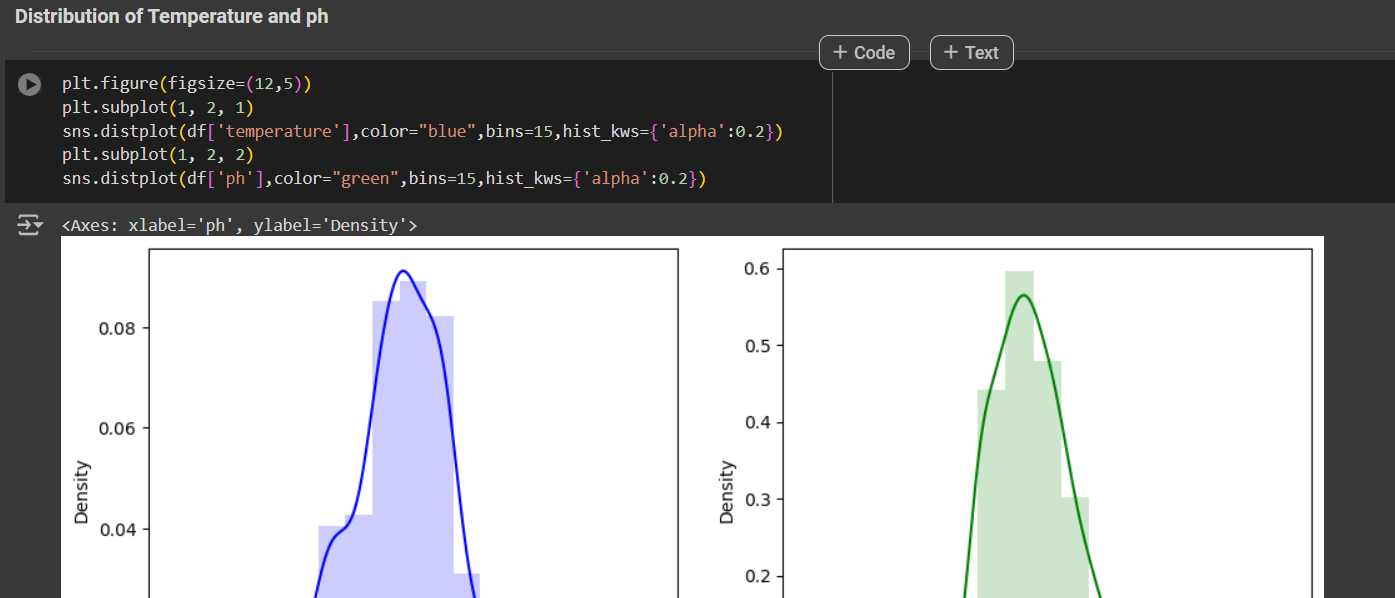 Distribution of Temperature and ph
+ Code + Text
plt.figure(figsize=(12,5))
plt.subplot(1, 2, 1)
sns.distplot(df['temperature'],color="blue",bins=15,hist_kws={'alpha':0.2})
plt.subplot(1, 2, 2)
sns.distplot(df['ph'],color="green",bins=15,hist_kws={'alpha':0.2})
<Axes: xlabel='ph', ylabel='Density'>
0.08
0.06
0.04
Density
0.6
0.5
0.4
0.3
0.2
Density